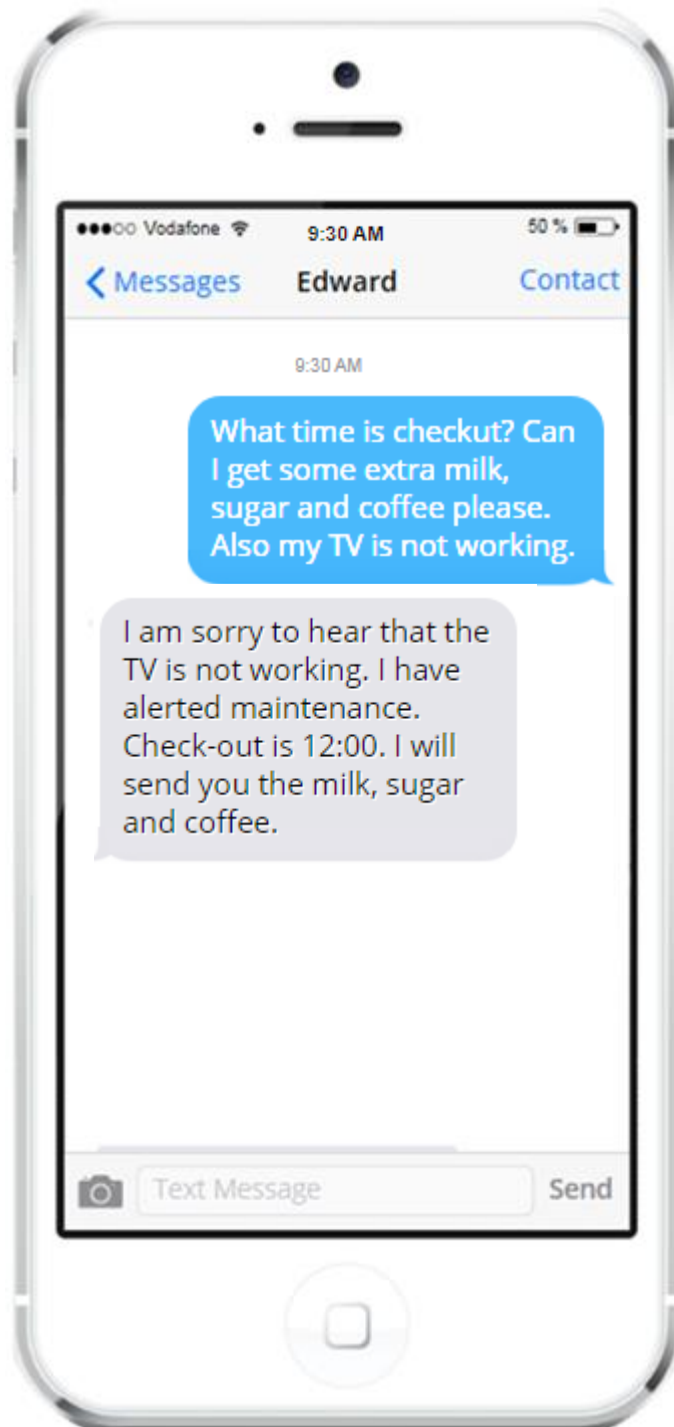 Vodafone 9:30 AM 50 %
Messages Edward Contact
9:30 AM
What time is checkut? Can
I get some extra milk,
sugar and coffee please.
Also my TV is not working.
I am sorry to hear that the
TV is not working. I have
alerted maintenance.
Check-out is 12:00. I will
send you the milk, sugar
and coffee.
Text Message Send